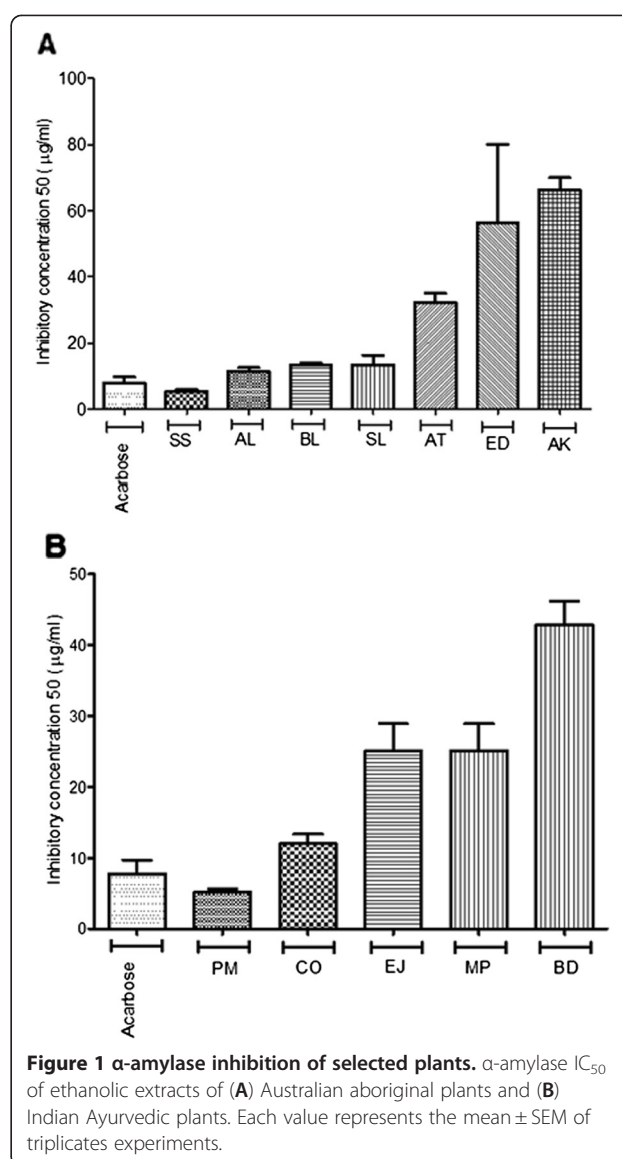 A
Inhibitory concentration 50 ( μg/ml)
100
80
60
40
20
0
Acarbose
SS
AL
BL
SL
AT
ED
AK
B
Inhibitory concentration 50 ( μg/ml)
50
40
30
20
10
0
Acarbose
PM
CO
EJ
MP
BD
Figure 1 α-amylase inhibition of selected plants. α-amylase IC50
of ethanolic extracts of (A) Australian aboriginal plants and (B)
Indian Ayurvedic plants. Each value represents the mean ± SEM of
triplicates experiments.